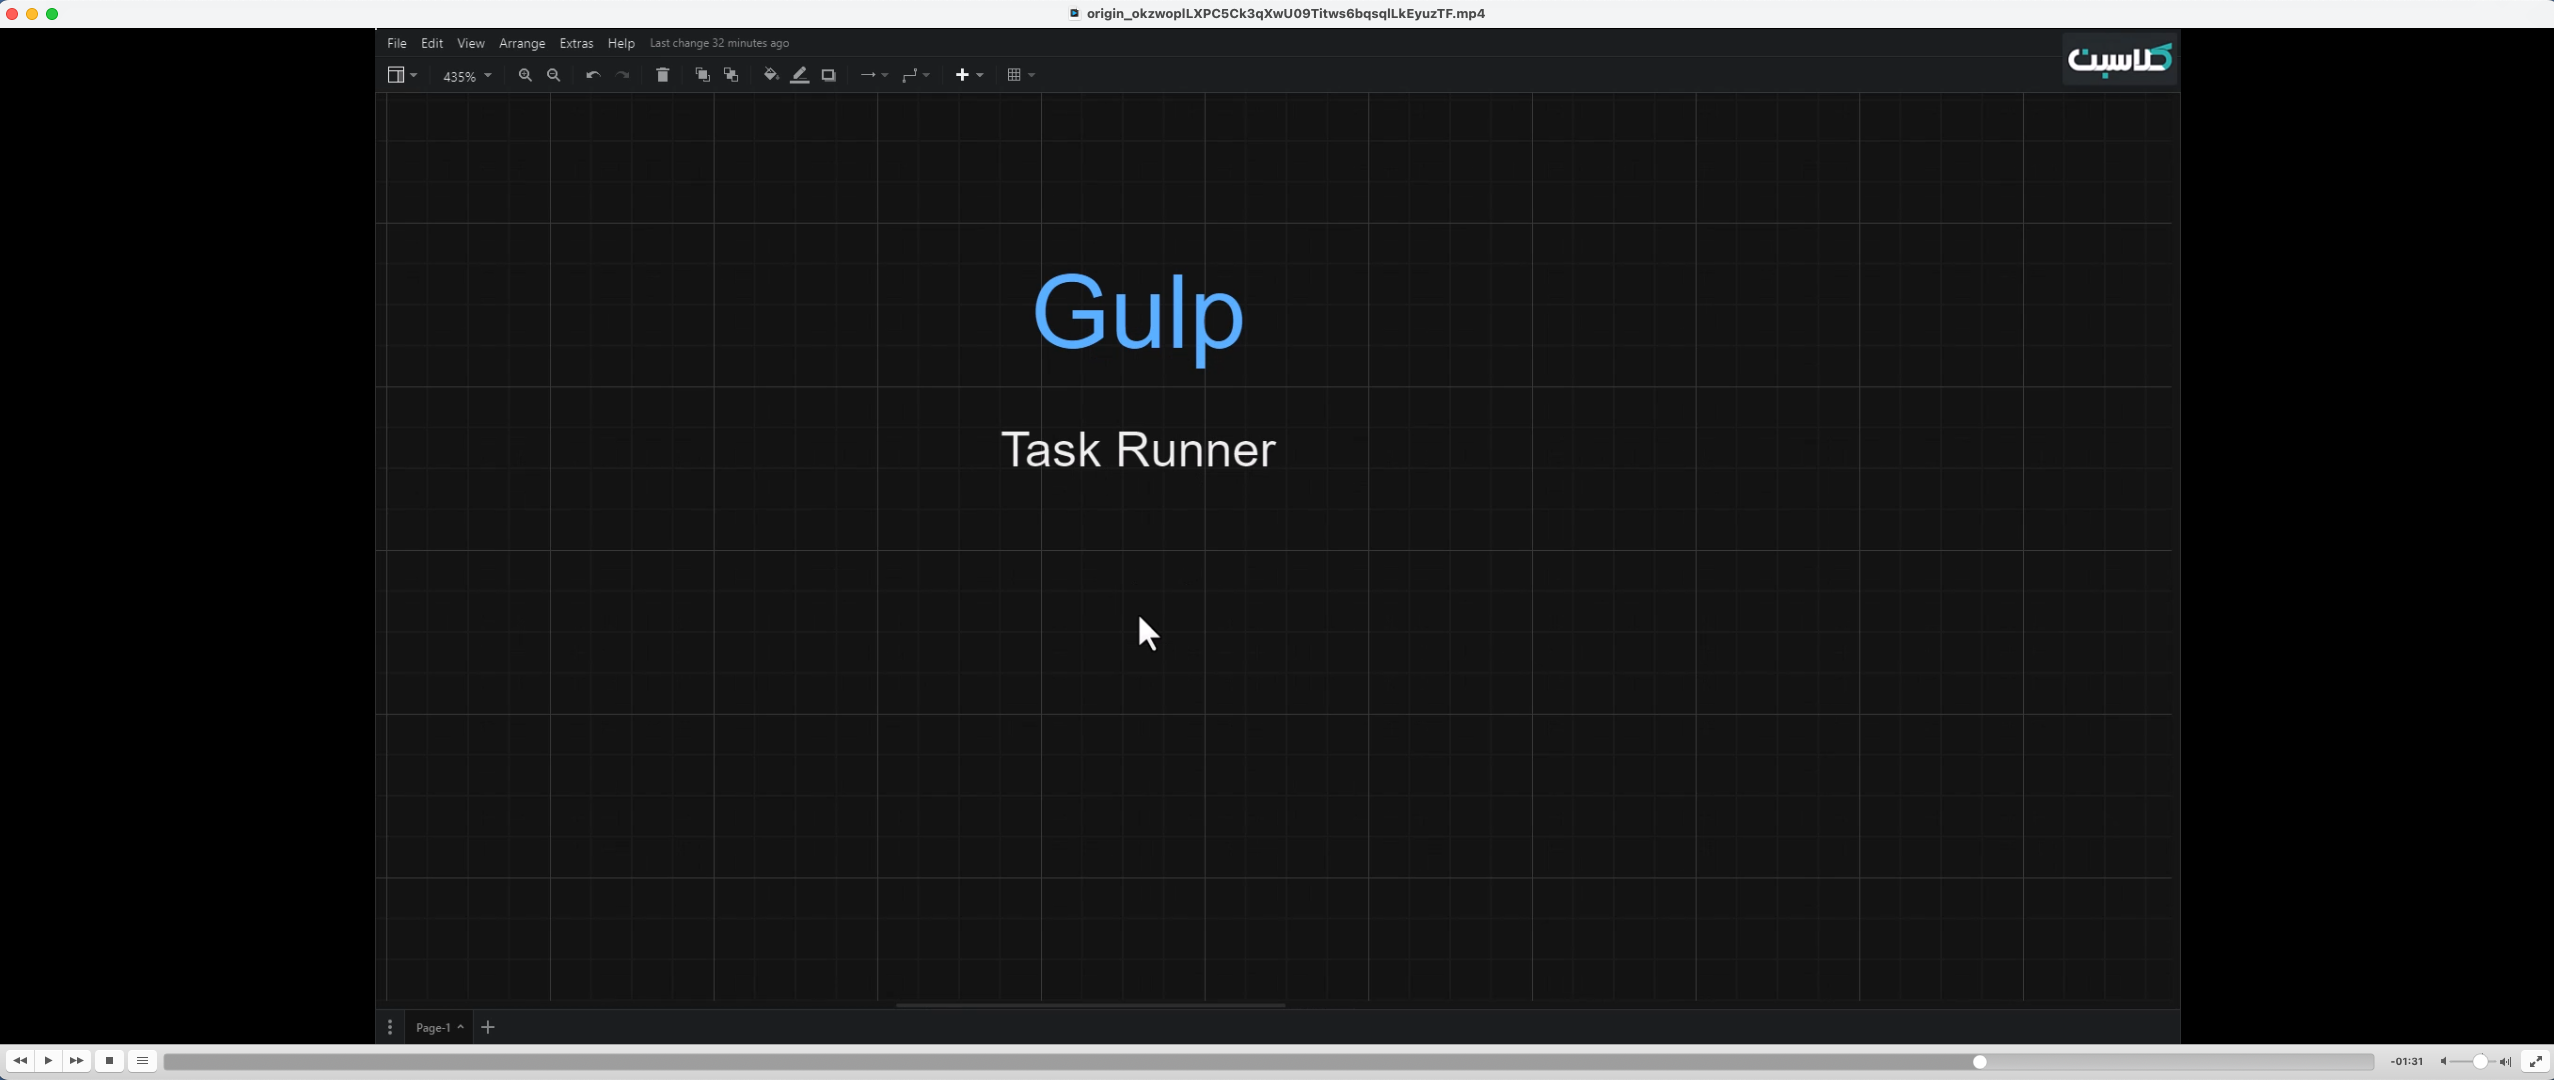 origin_okzwoplLXPC5Ck3qXwU09Titws6bqsqlLkEyuzTF.mp4
File Edit View Arrange Extras Help Last change 32 minutes ago
کلاسبن
435%
Gulp
Task Runner
Page-1
-01:31